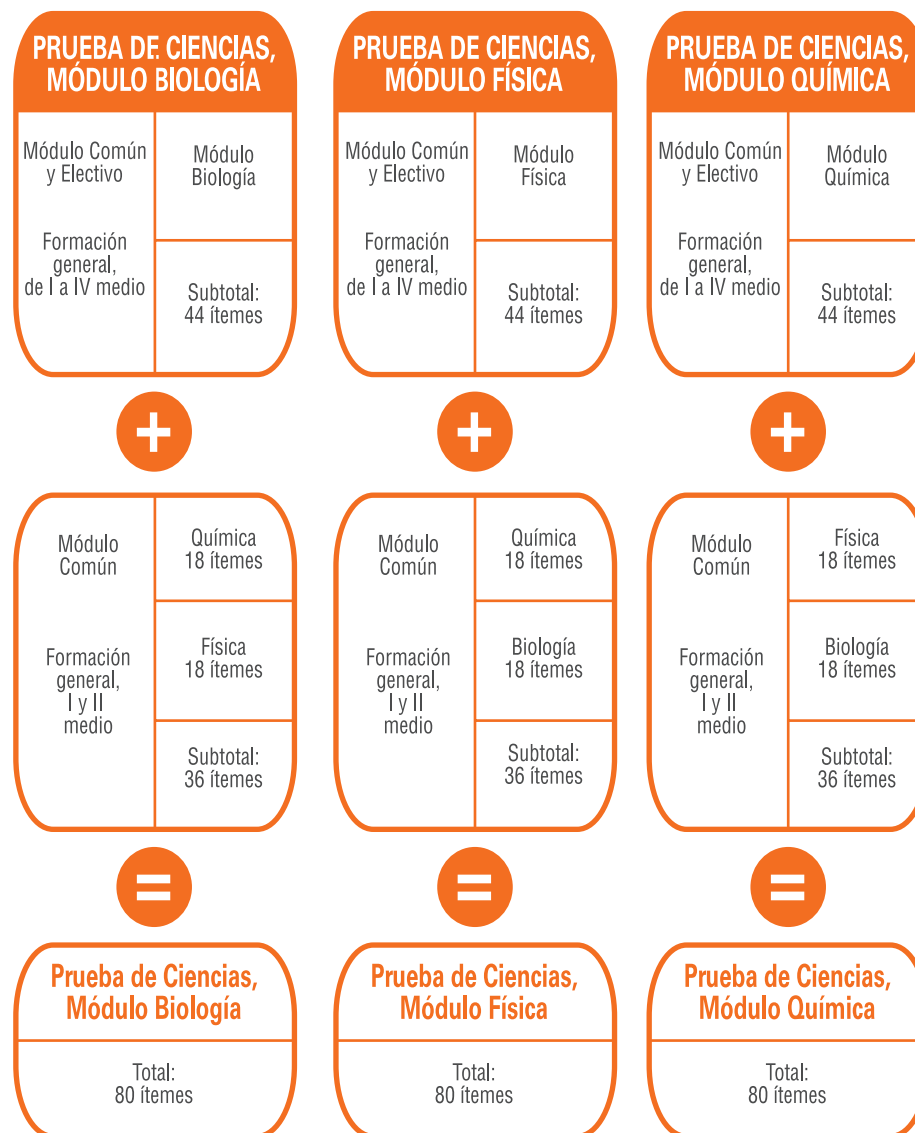 PRUEBA DE CIENCIAS,
MÓDULO BIOLOGÍA
Módulo Común
y Electivo
Formación
general,
de I a IV medio
Módulo
Biología
Subtotal:
44 ítemes
+
Módulo
Común
Formación
general,
I y II
medio
Química
18 ítemes
Física
18 ítemes
Subtotal:
36 ítemes
=
Prueba de Ciencias,
Módulo Biología
Total:
80 ítemes
PRUEBA DE CIENCIAS,
MÓDULO FÍSICA
Módulo Común
y Electivo
Formación
general,
de I a IV medio
Módulo
Física
Subtotal:
44 ítemes
+
Módulo
Común
Formación
general,
I y II
medio
Química
18 ítemes
Biología
18 ítemes
Subtotal:
36 ítemes
=
Prueba de Ciencias,
Módulo Física
Total:
80 ítemes
PRUEBA DE CIENCIAS,
MÓDULO QUÍMICA
Módulo Común
y Electivo
Formación
general,
de I a IV medio
Módulo
Química
Subtotal:
44 ítemes
+
Módulo
Común
Formación
general,
I y II
medio
Física
18 ítemes
Biología
18 ítemes
Subtotal:
36 ítemes
=
Prueba de Ciencias,
Módulo Química
Total:
80 ítemes